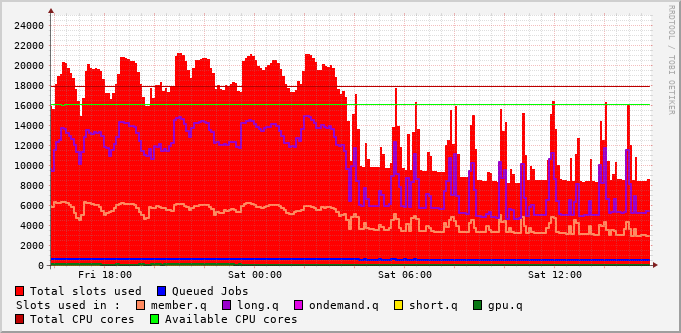 RRDTOOL / TOBI OETIKER
24000
22000
20000
18000
16000
14000
12000
10000
8000
6000
4000
2000
0
Fri 18:00 Sat 00:00 Sat 06:00 Sat 12:00
Total slots used Queued Jobs
Slots used in : member.q long.q ondemand.q short.q gpu.q
Total CPU cores Available CPU cores